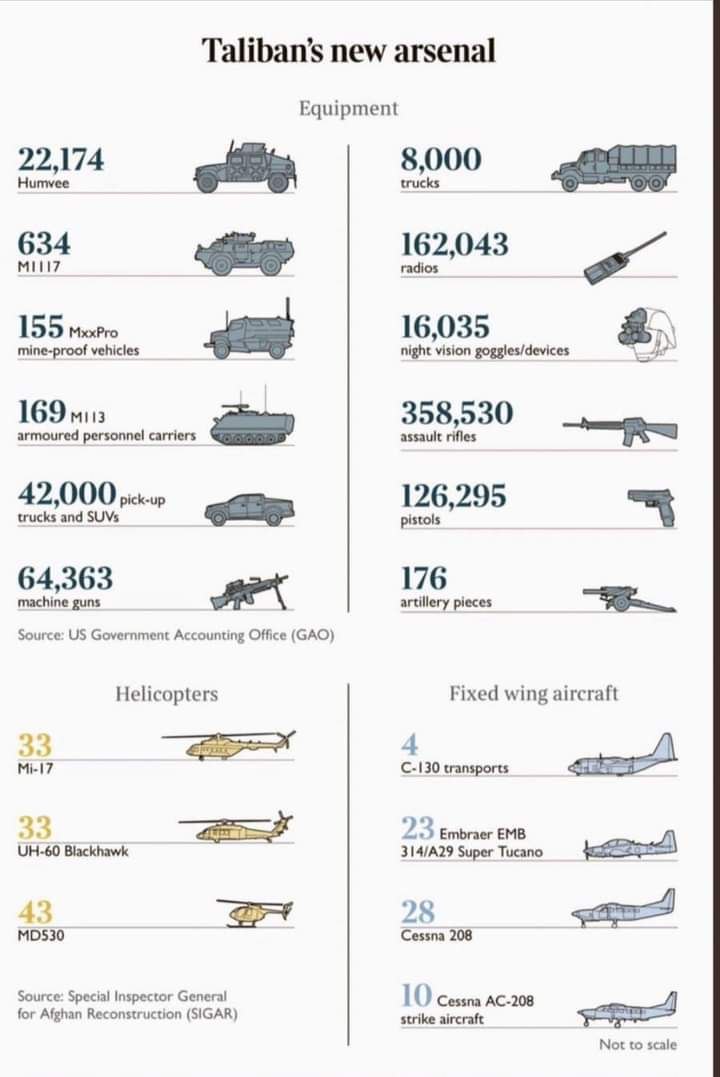 Taliban's new arsenal
Equipment
22,174
Humvee
634
M1117
155 MxxPro
mine-proof vehicles
169 M113
armoured personnel carriers
42,000 pick-up
trucks and SUVs
64,363
machine guns
8,000
trucks
162,043
radios
16,035
night vision goggles/devices
358,530
assault rifles
126,295
pistols
176
artillery pieces
Source: US Government Accounting Office (GAO)
Helicopters
33
Mi-17
33
UH-60 Blackhawk
43
MD530
Source: Special Inspector General
for Afghan Reconstruction (SIGAR)
Fixed wing aircraft
4
C-130 transports
23 Embraer EMB
314/A29 Super Tucano
28
Cessna 208
10 Cessna AC-208
strike aircraft
Not to scale